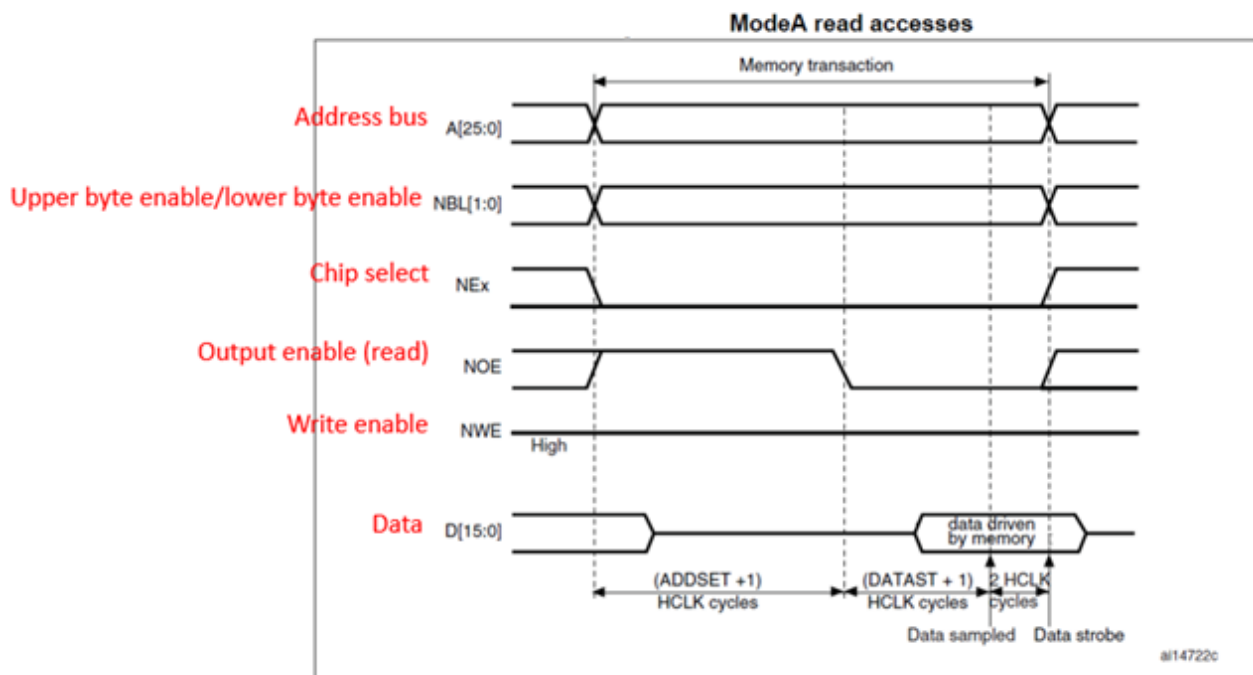 ModeA read accesses
Memory transaction
Address bus
A[25:0]
Upper byte enable/lower byte enable
NBL[1:0]
Chip select
NEx
Output enable (read)
NOE
Write enable
NWE
High
Data
D[15:0]
data driven
by memory
(ADDSET +1)
HCLK cycles
(DATAST + 1)
HCLK cycles
2 HCLK
cycles
Data sampled
Data strobe
ai14722c